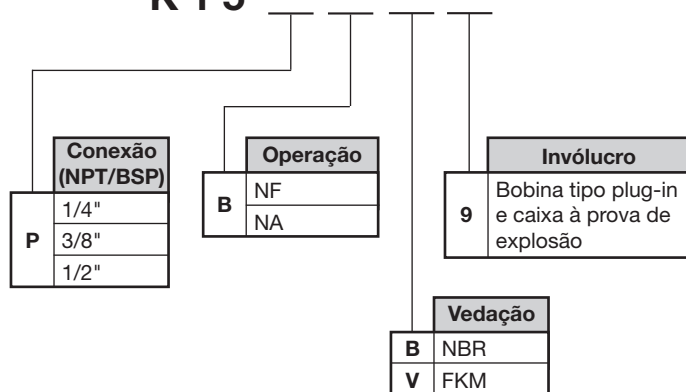 Conexão
(NPT/BSP)
P
1/4"
3/8"
1/2"
Operação
B
NF
NA
Invólucro
9
Bobina tipo plug-in
e caixa à prova de
explosão
Vedação
B NBR
V FKM